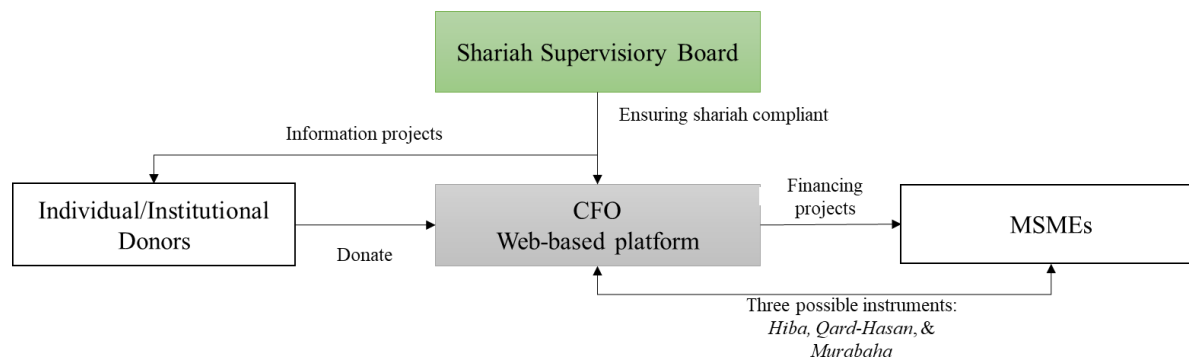 Shariah Supervisiory Board
Ensuring shariah compliant
Information projects
Individual/Institutional
Donors
Donate
CFO
Web-based platform
Financing
projects
MSMEs
Three possible instruments:
Hiba, Qard-Hasan, &
Murabaha